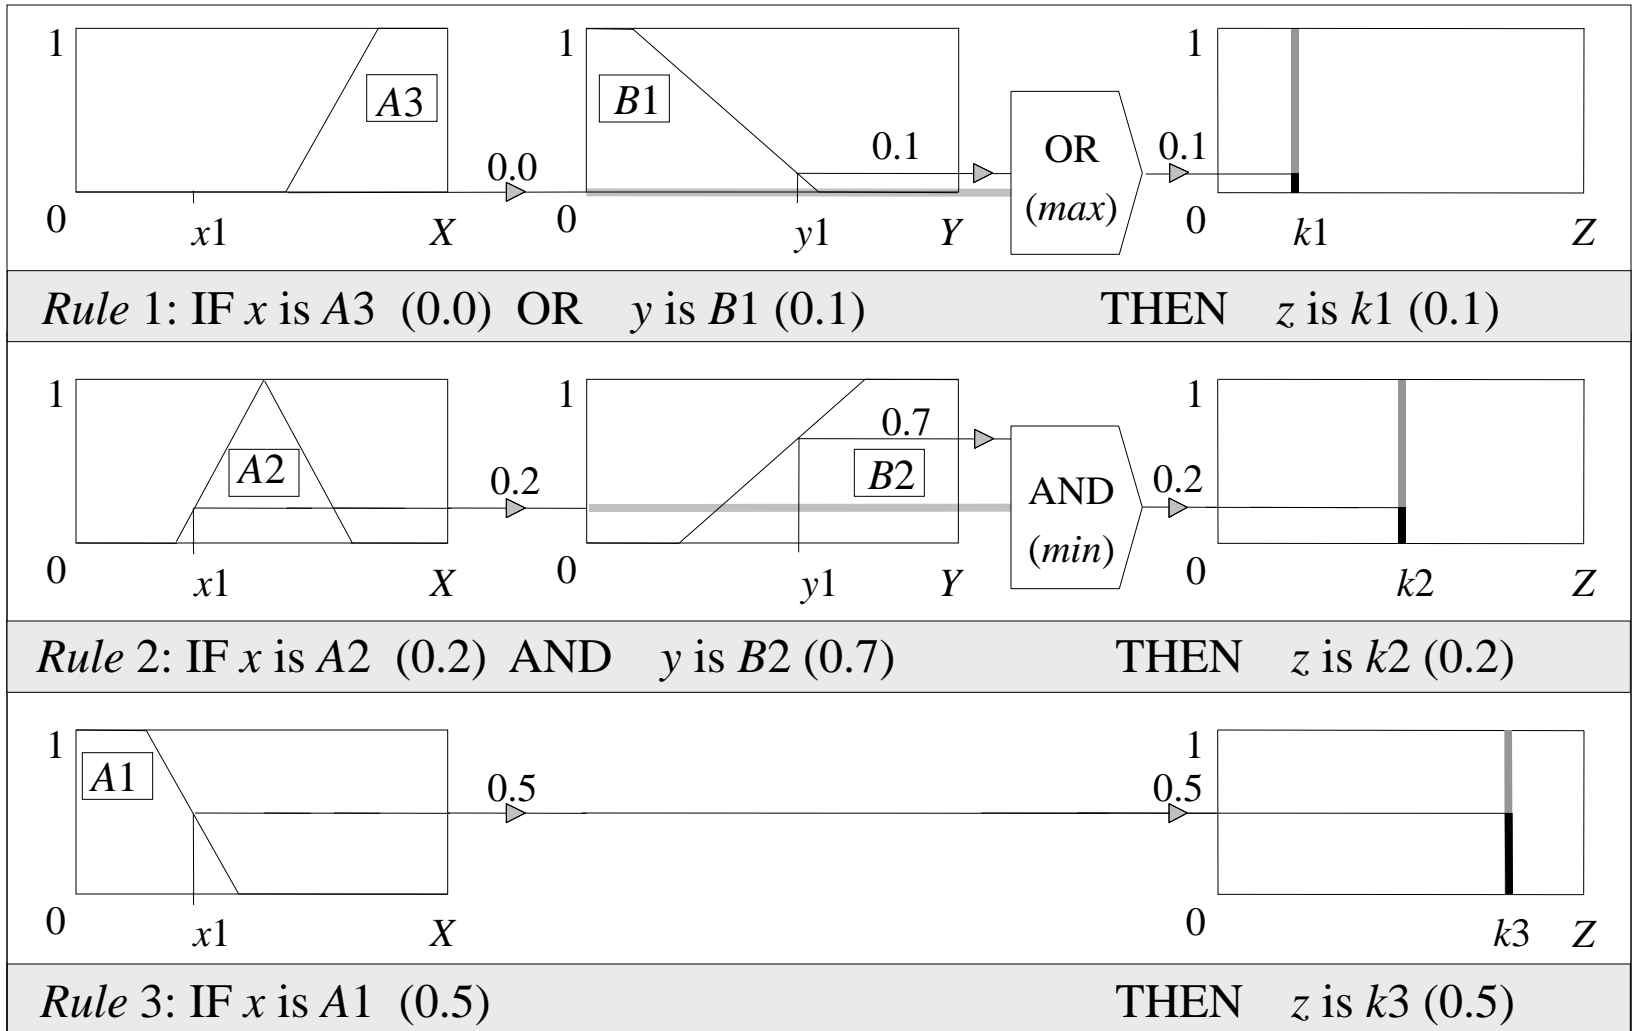 1 1 1
A3 B1
0.1 OR 0.1
0.0 (max)
0 x1 X 0 y1 Y 0 k1 Z
Rule 1: IF x is A3 (0.0) OR y is B1 (0.1) THEN z is k1 (0.1)
1 1 1
0.7
A2 0.2 B2 AND 0.2
(min)
0 x1 X 0 y1 Y 0 k2 Z
Rule 2: IF x is A2 (0.2) AND y is B2 (0.7) THEN z is k2 (0.2)
1 1
A1 0.5 0.5
0 x1 X 0 k3 Z
Rule 3: IF x is A1 (0.5) THEN z is k3 (0.5)